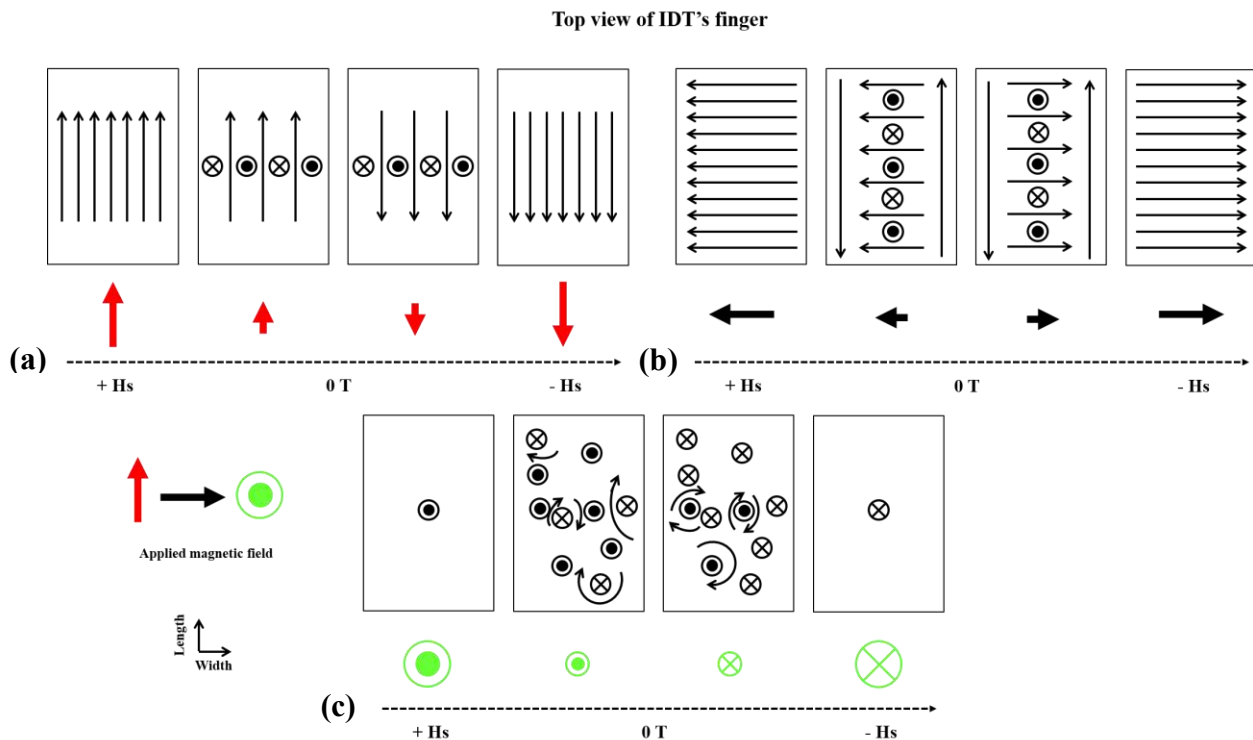 Top view of IDT's finger
(a)
+ Hs
0 T
- Hs
(b)
+ Hs
0 T
- Hs
Applied magnetic field
Length
Width
(c)
+ Hs
0 T
- Hs